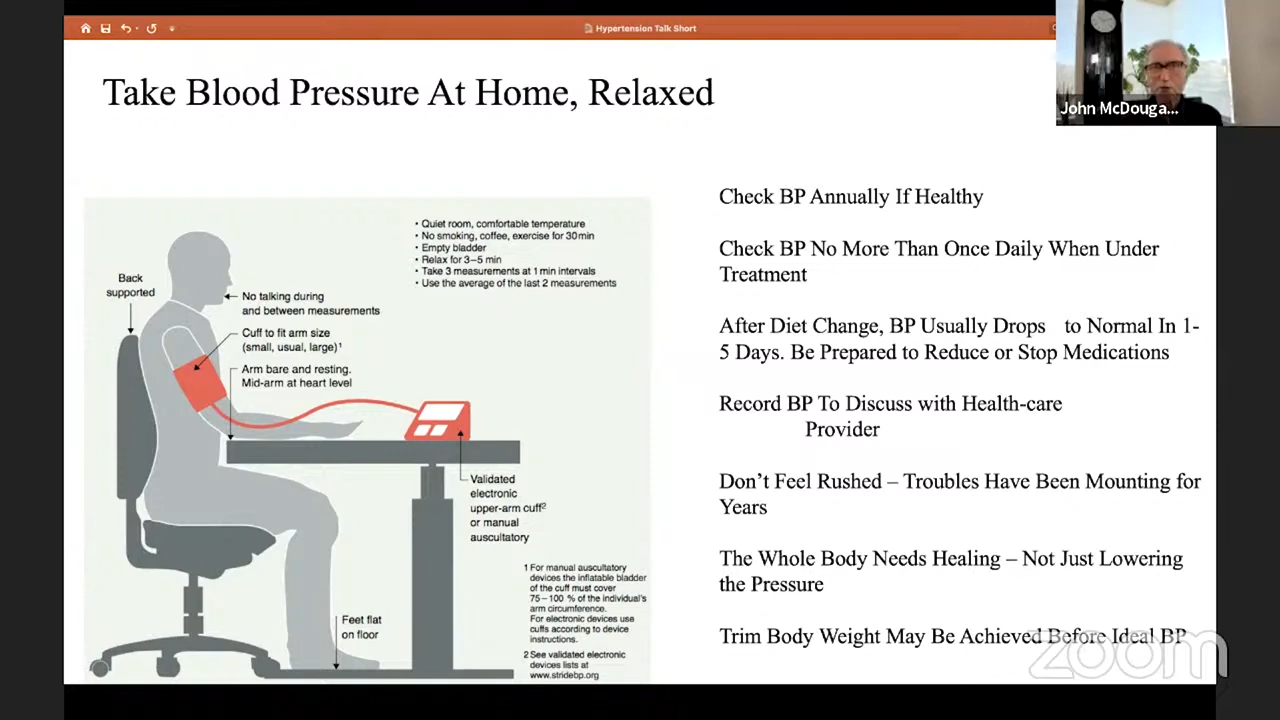 Hypertension Talk Short
Take Blood Pressure At Home, Relaxed
John McDouga...
• Quiet room, comfortable temperature
• No smoking, coffee, exercise for 30 min
• Empty bladder
• Relax for 3–5 min
• Take 3 measurements at 1 min intervals
• Use the average of the last 2 measurements
Back
supported
No talking during
and between measurements
Cuff to fit arm size
(small, usual, large)¹
Arm bare and resting.
Mid-arm at heart level
Validated
electronic
upper-arm cuff²
or manual
auscultatory
Feet flat
on floor
1 For manual auscultatory
devices the inflatable bladder
of the cuff must cover
75–100 % of the individual's
arm circumference.
For electronic devices use
cuffs according to device
instructions.
2 See validated electronic
devices lists at
www.stridebp.org
Check BP Annually If Healthy
Check BP No More Than Once Daily When Under
Treatment
After Diet Change, BP Usually Drops to Normal In 1-
5 Days. Be Prepared to Reduce or Stop Medications
Record BP To Discuss with Health-care
Provider
Don't Feel Rushed – Troubles Have Been Mounting for
Years
The Whole Body Needs Healing – Not Just Lowering
the Pressure
Trim Body Weight May Be Achieved Before Ideal BP
zoom